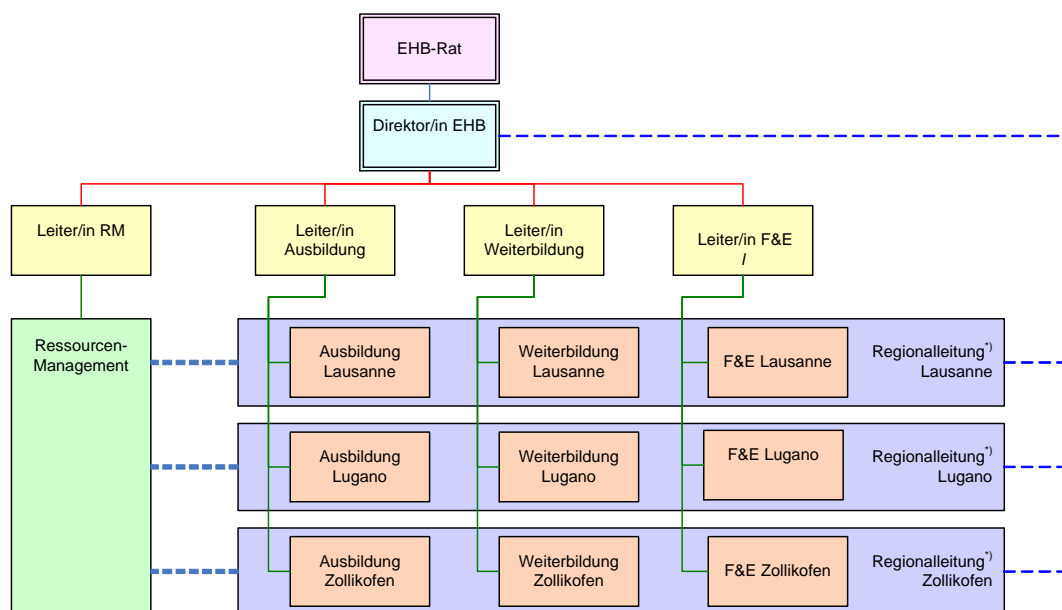 EHB-Rat
Direktor/in EHB
Leiter/in RM
Leiter/in
Ausbildung
Leiter/in
Weiterbildung
Leiter/in F&E
/
Ressourcen-
Management
Ausbildung
Lausanne
Weiterbildung
Lausanne
F&E Lausanne
Regionalleitung*)
Lausanne
Ausbildung
Lugano
Weiterbildung
Lugano
F&E Lugano
Regionalleitung*)
Lugano
Ausbildung
Zollikofen
Weiterbildung
Zollikofen
F&E Zollikofen
Regionalleitung*)
Zollikofen